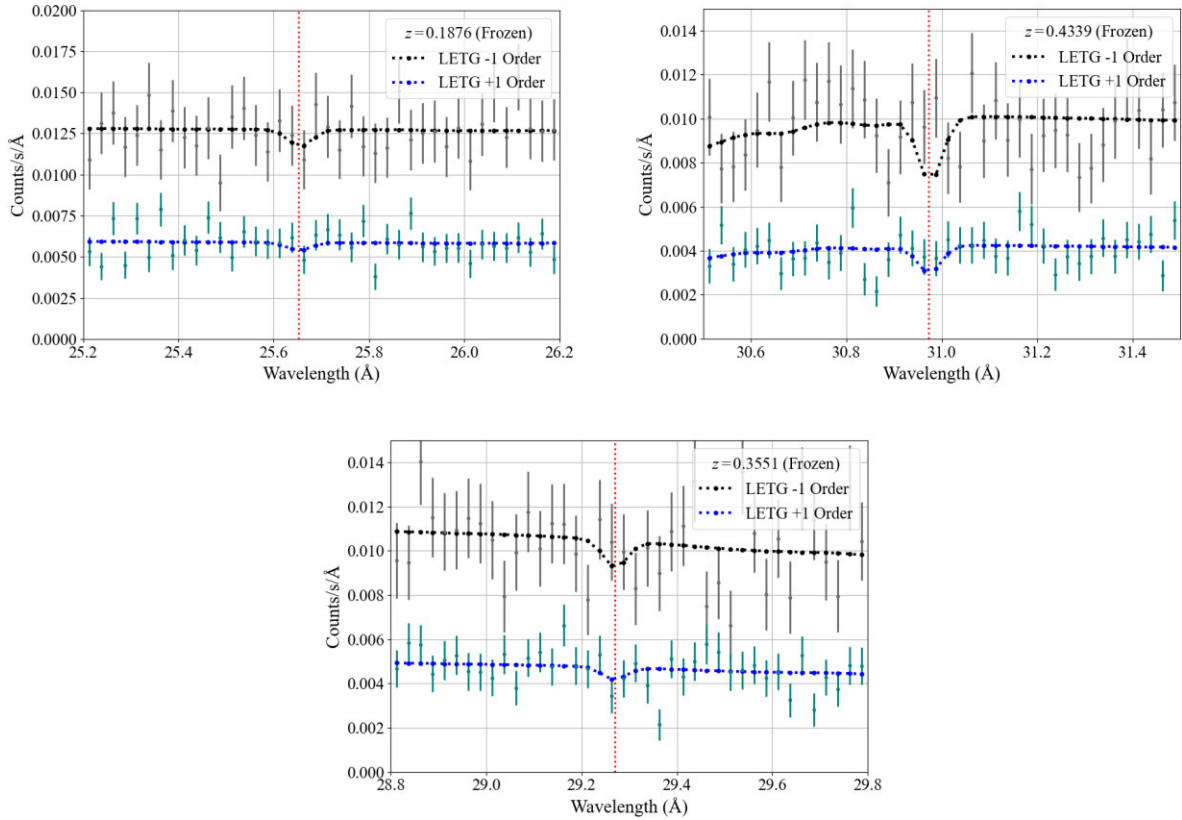 0.0200
0.0175
0.0150
0.0125
0.0100
0.0075
0.0050
0.0025
0.0000
Counts/s/Å
z = 0.1876 (Frozen)
LETG -1 Order
LETG +1 Order
25.2 25.4 25.6 25.8 26.0 26.2
Wavelength (Å)
0.014
0.012
0.010
0.008
0.006
0.004
0.002
0.000
Counts/s/Å
z = 0.4339 (Frozen)
LETG -1 Order
LETG +1 Order
30.6 30.8 31.0 31.2 31.4
Wavelength (Å)
0.014
0.012
0.010
0.008
0.006
0.004
0.002
0.000
Counts/s/Å
z = 0.3551 (Frozen)
LETG -1 Order
LETG +1 Order
28.8 29.0 29.2 29.4 29.6 29.8
Wavelength (Å)